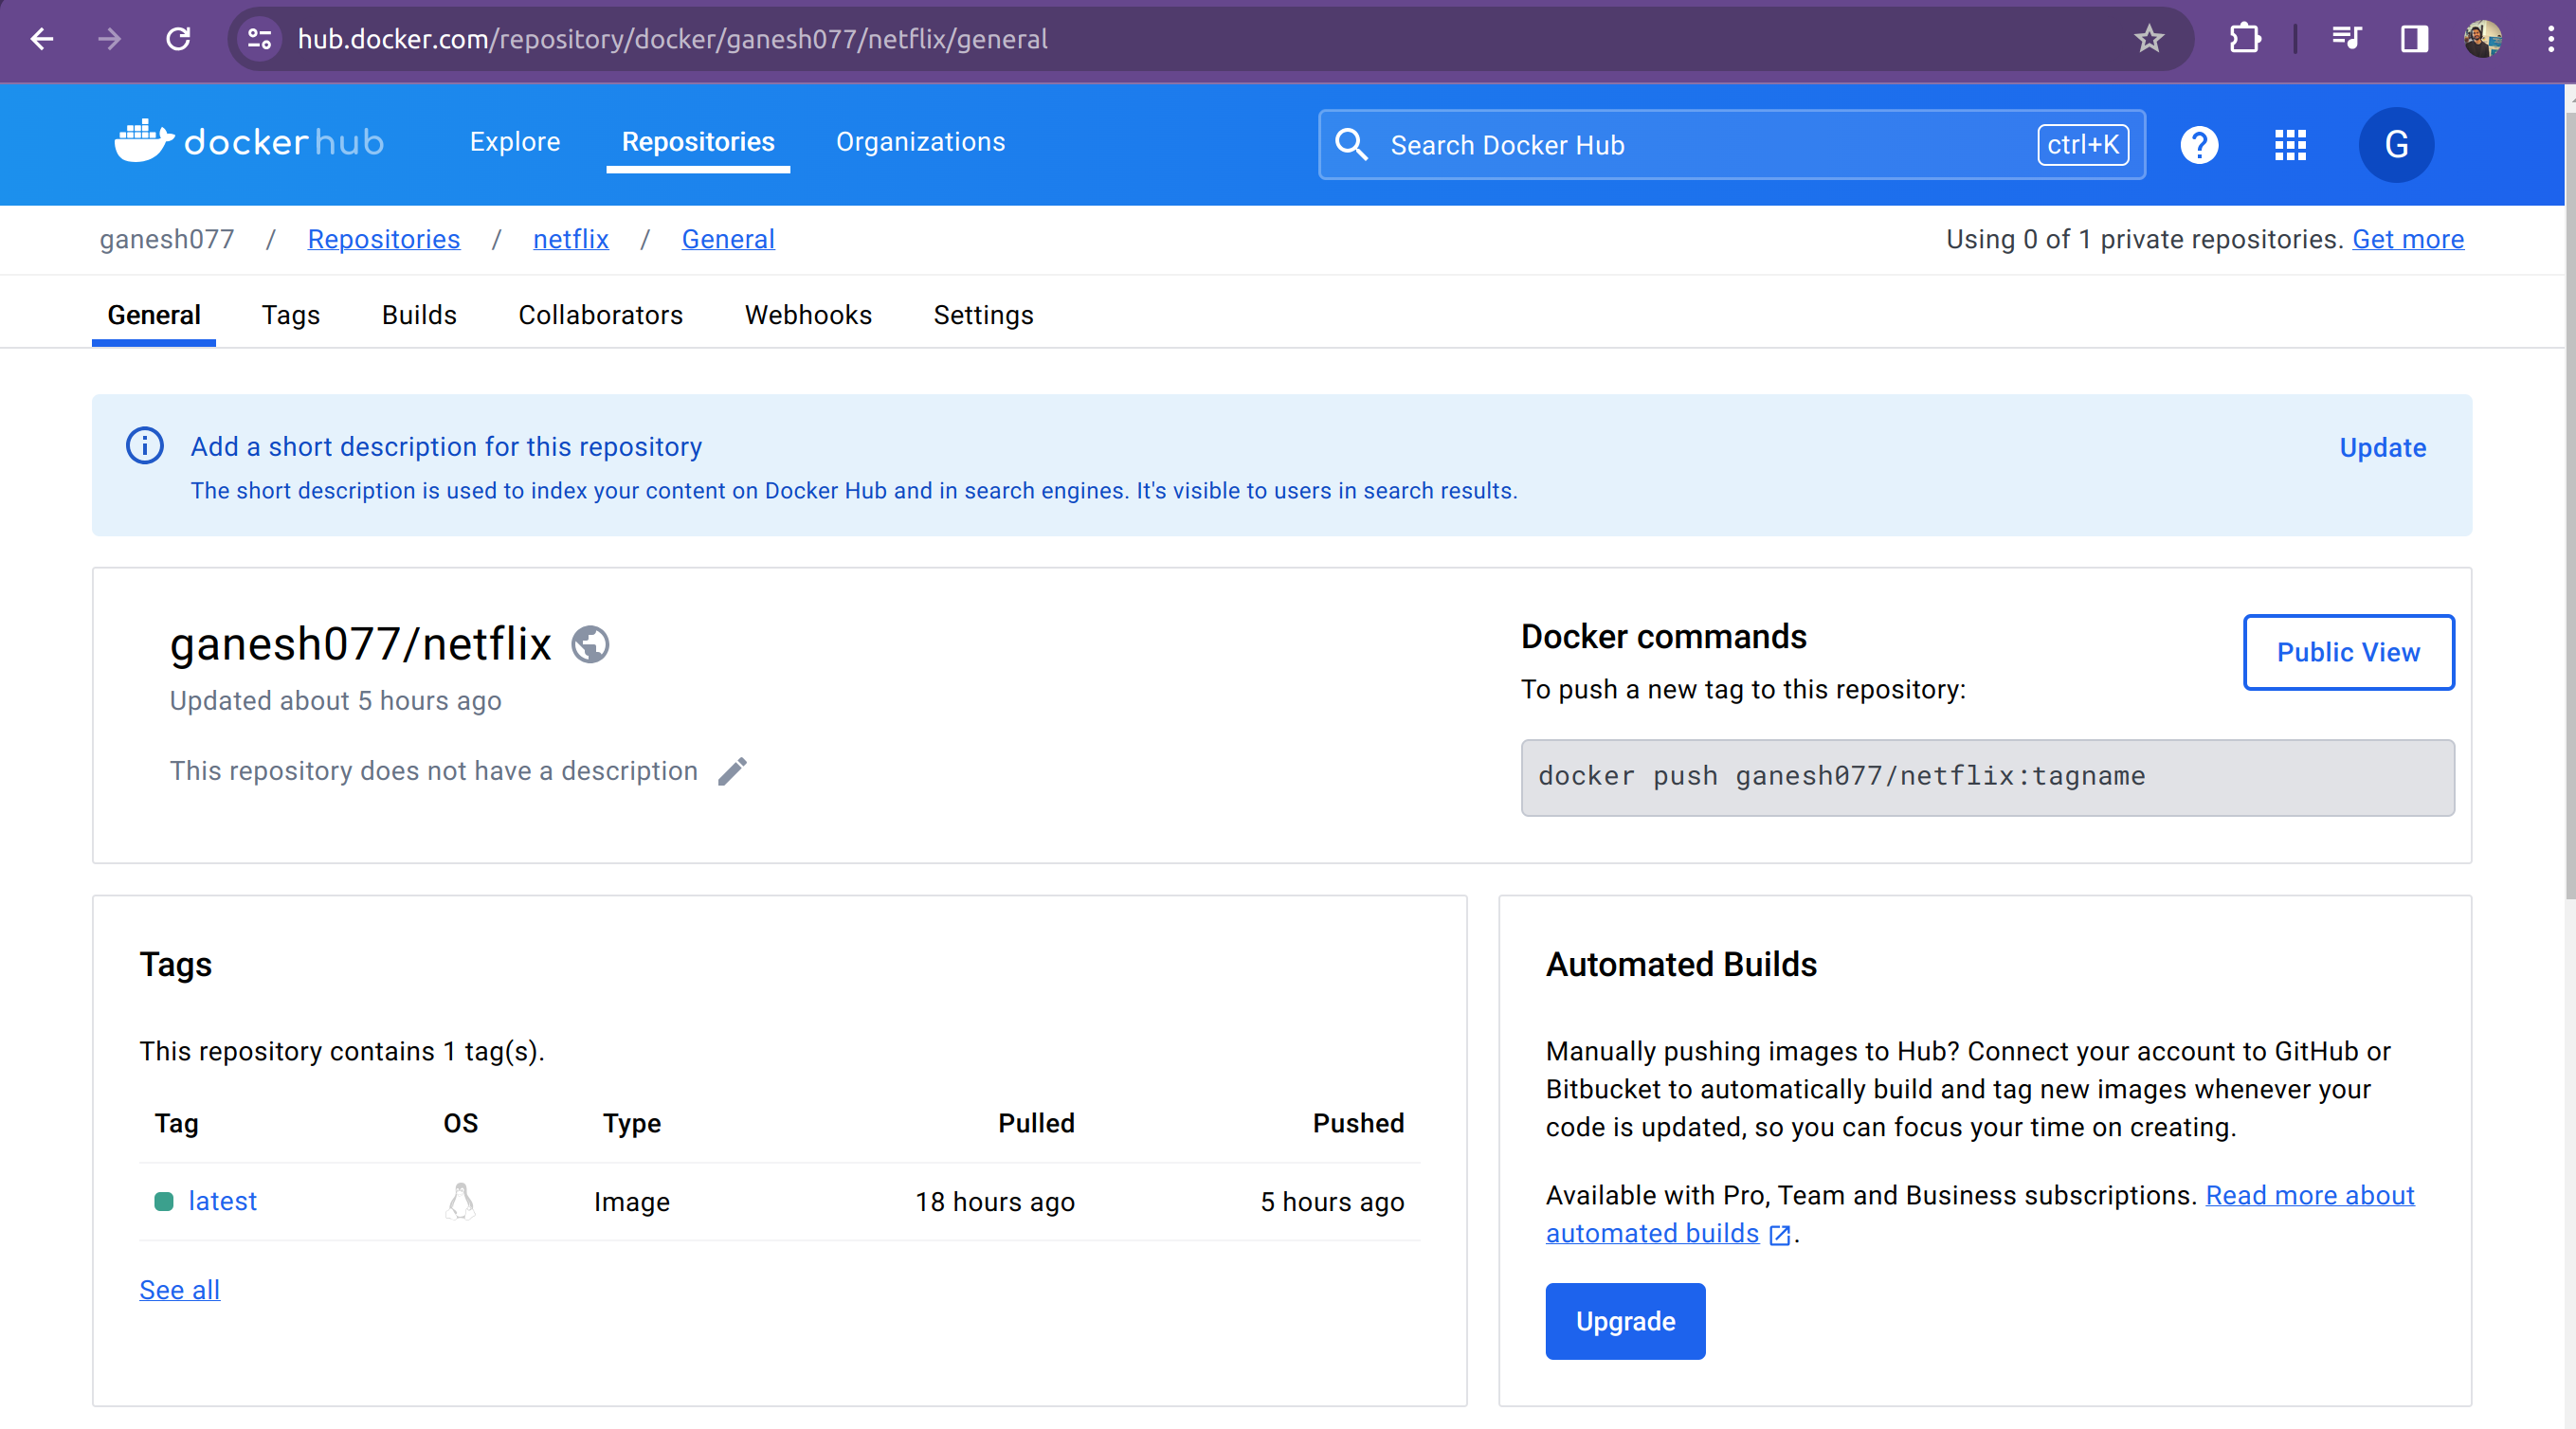 hub.docker.com/repository/docker/ganesh077/netflix/general
dockerhub Explore Repositories Organizations Search Docker Hub ctrl+K ? G
ganesh077 / Repositories / netflix / General Using 0 of 1 private repositories. Get more
General Tags Builds Collaborators Webhooks Settings
Add a short description for this repository Update
The short description is used to index your content on Docker Hub and in search engines. It's visible to users in search results.
ganesh077/netflix
Updated about 5 hours ago
This repository does not have a description
Docker commands
Public View
To push a new tag to this repository:
docker push ganesh077/netflix:tagname
Tags
This repository contains 1 tag(s).
Tag OS Type Pulled Pushed
latest Image 18 hours ago 5 hours ago
See all
Automated Builds
Manually pushing images to Hub? Connect your account to GitHub or
Bitbucket to automatically build and tag new images whenever your
code is updated, so you can focus your time on creating.
Available with Pro, Team and Business subscriptions. Read more about
automated builds .
Upgrade